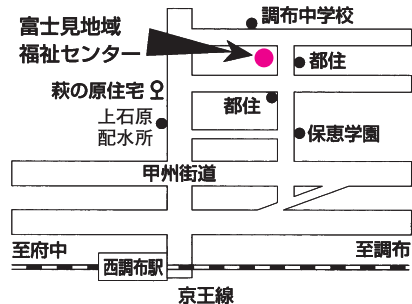 調布中学校
富士見地域
福祉センター
都住
萩の原住宅
都住
上石原
配水所
保恵学園
甲州街道
至府中
至調布
西調布駅
京王線